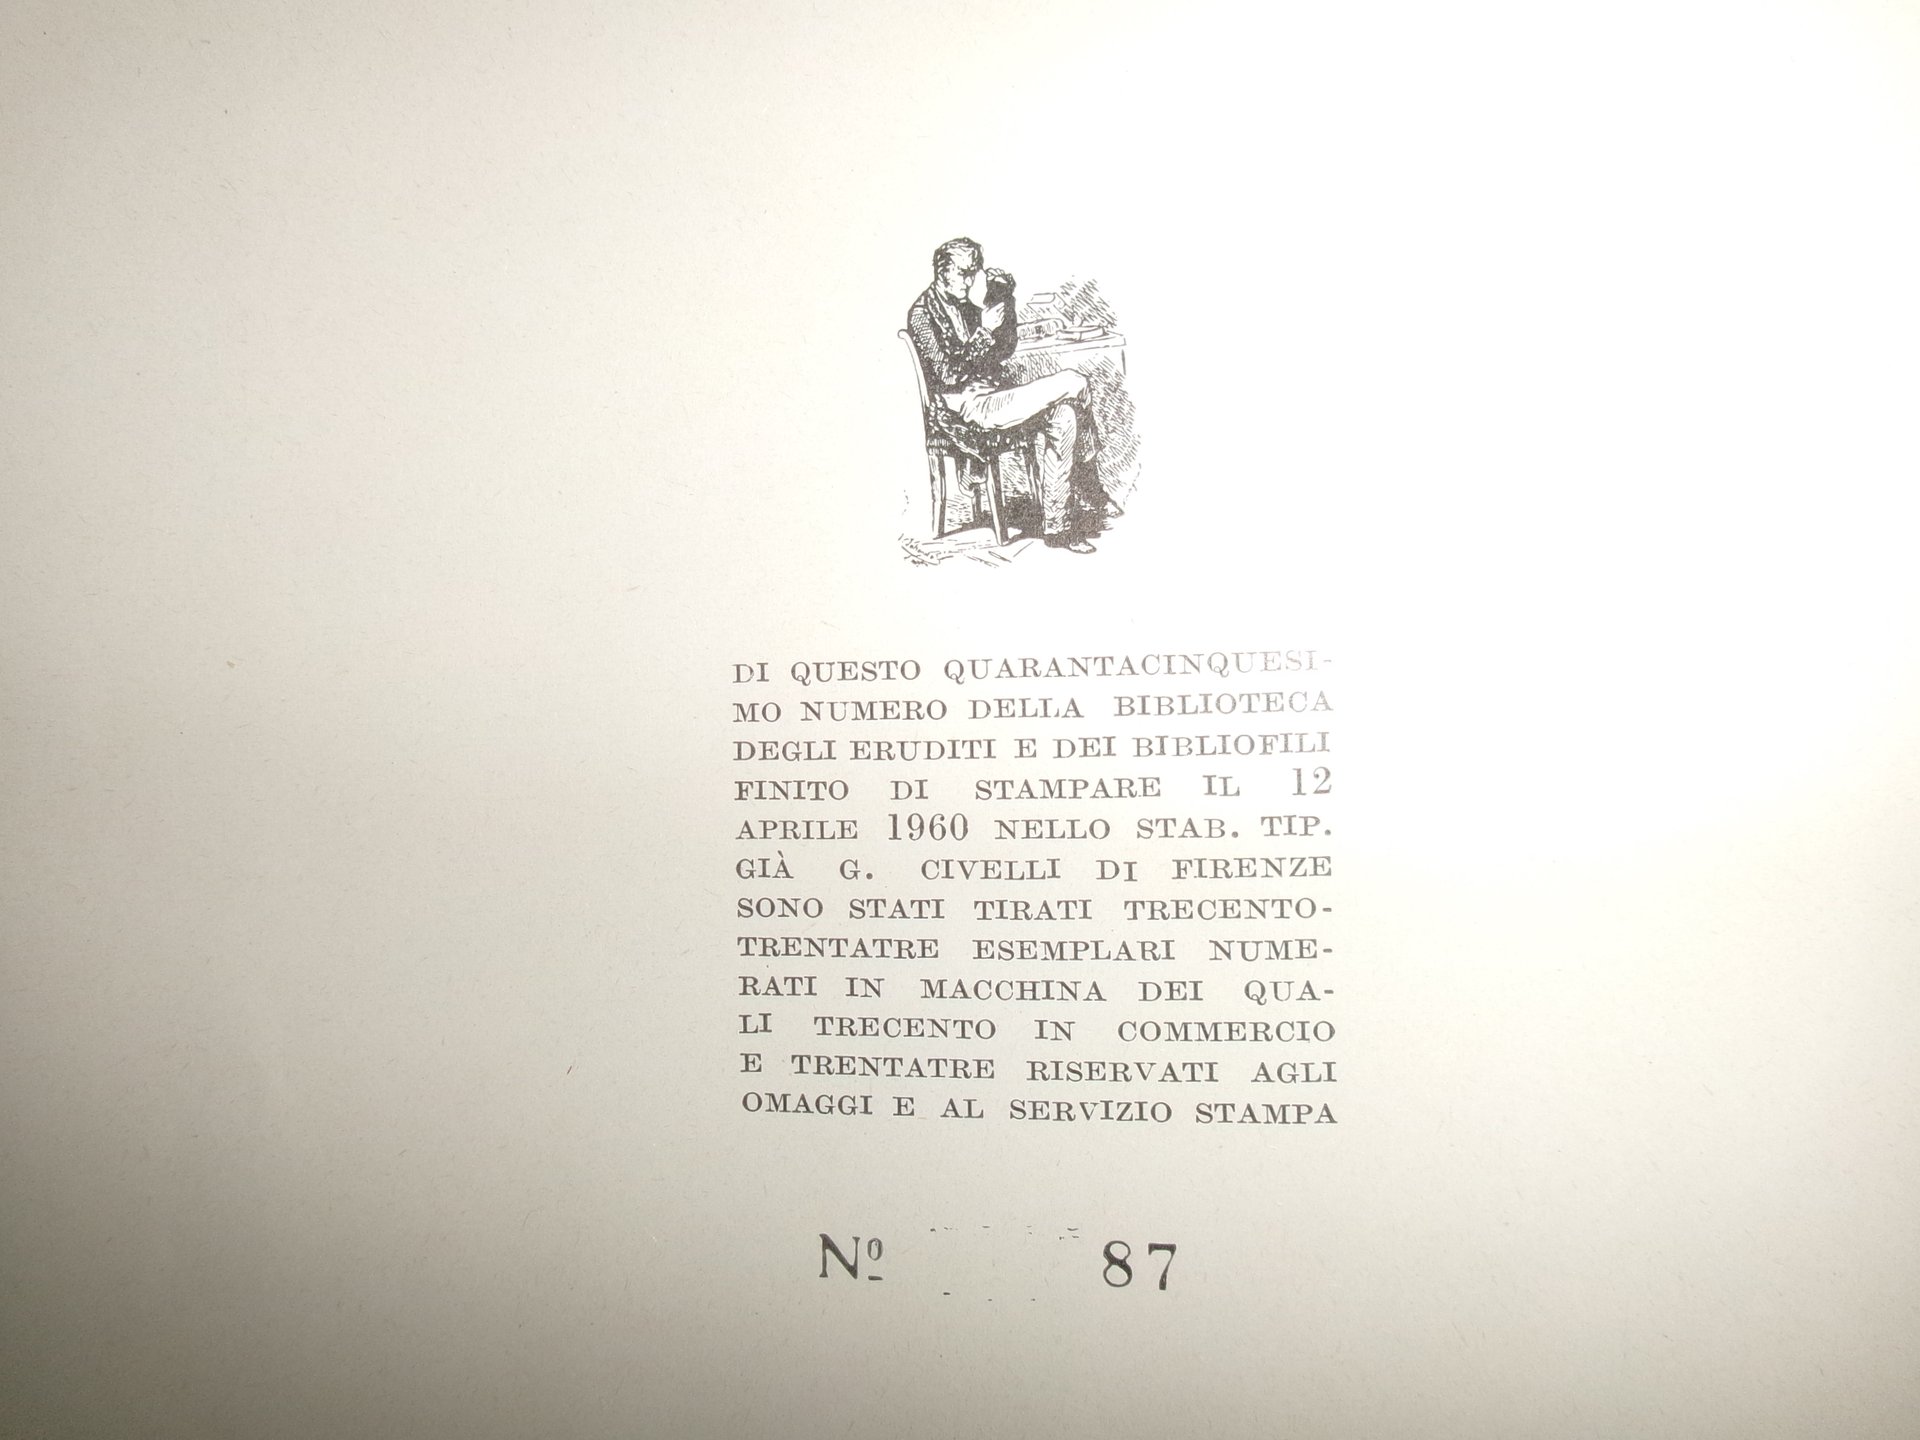 DI QUESTO QUARANTACINQUESI-
MO NUMERO DELLA BIBLIOTECA
DEGLI ERUDITI E DEI BIBLIOFILI
FINITO DI STAMPARE IL 12
APRILE 1960 NELLO STAB. TIP.
GIÀ G. CIVELLI DI FIRENZE
SONO STATI TIRATI TRECENTO-
TRENTATRE ESEMPLARI NUME-
RATI IN MACCHINA DEI QUA-
LI TRECENTO IN COMMERCIO
E TRENTATRE RISERVATI AGLI
OMAGGI E AL SERVIZIO STAMPA
Nº 87